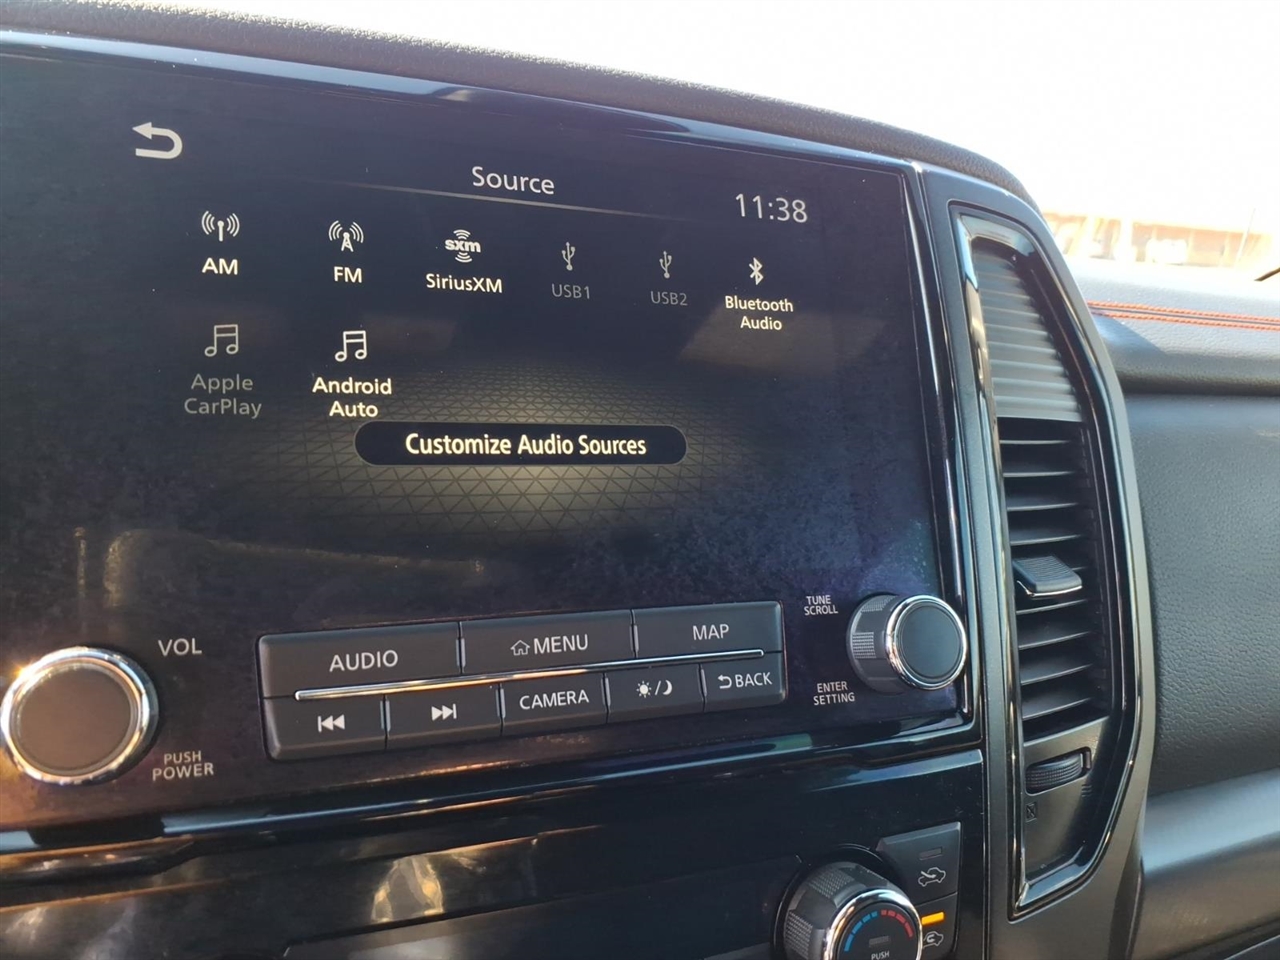 Source
11:38
AM
FM
sxm
SiriusXM
USB1
USB2
Bluetooth
Audio
Apple
CarPlay
Android
Auto
Customize Audio Sources
VOL
PUSH
POWER
AUDIO
MENU
MAP
CAMERA
BACK
TUNE
SCROLL
ENTER
SETTING
PUSH